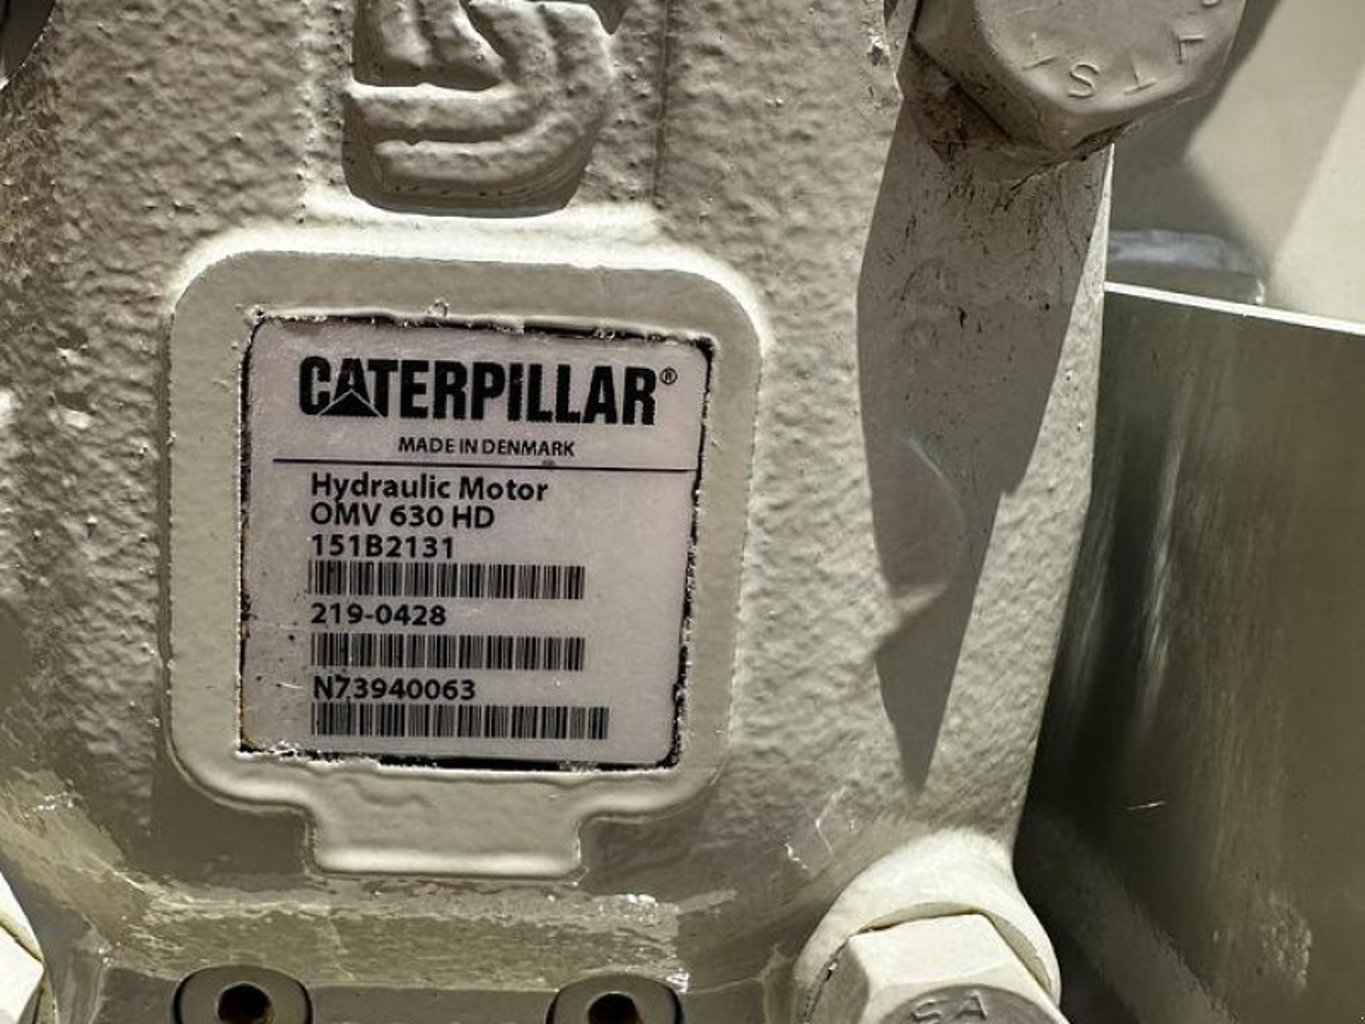 CATERPILLAR®
MADE IN DENMARK
Hydraulic Motor
OMV 630 HD
151B2131
219-0428
N73940063